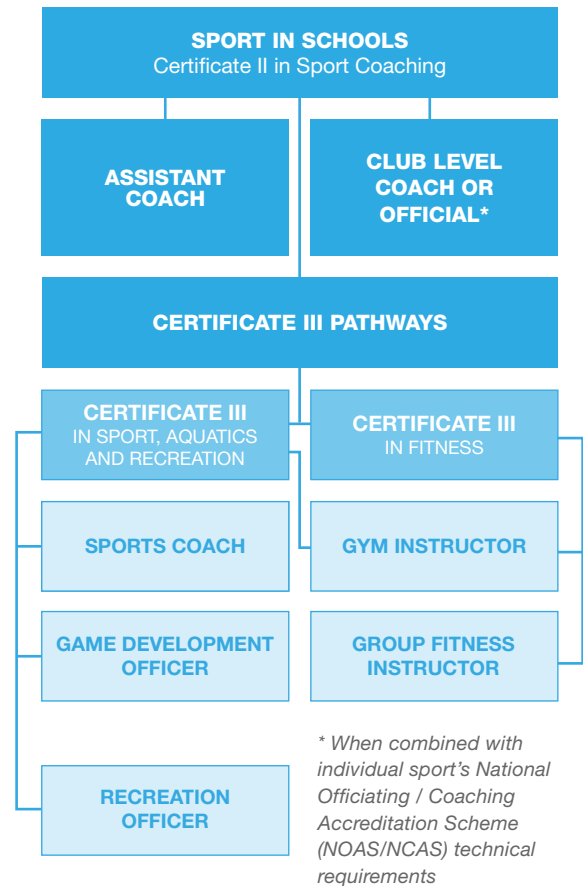 SPORT IN SCHOOLS
Certificate II in Sport Coaching
ASSISTANT
COACH
CLUB LEVEL
COACH OR
OFFICIAL*
CERTIFICATE III PATHWAYS
CERTIFICATE III
IN SPORT, AQUATICS
AND RECREATION
CERTIFICATE III
IN FITNESS
SPORTS COACH
GYM INSTRUCTOR
GAME DEVELOPMENT
OFFICER
GROUP FITNESS
INSTRUCTOR
RECREATION
OFFICER
* When combined with
individual sport's National
Officiating / Coaching
Accreditation Scheme
(NOAS/NCAS) technical
requirements